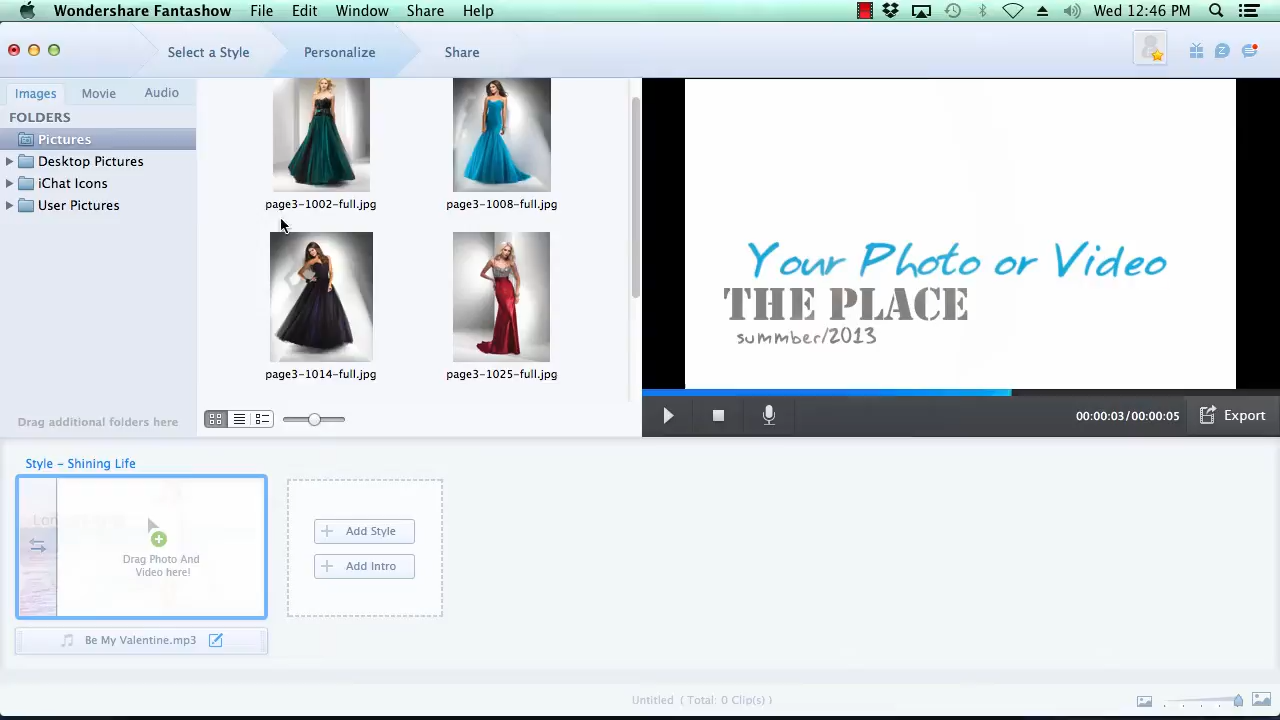 Wondershare Fantashow File Edit Window Share Help Wed 12:46 PM
Select a Style Personalize Share
Images Movie Audio
FOLDERS
Pictures
Desktop Pictures
iChat Icons
User Pictures
Drag additional folders here
page3-1002-full.jpg page3-1008-full.jpg
page3-1014-full.jpg page3-1025-full.jpg
Your Photo or Video
THE PLACE
summber/2013
00:00:03/00:00:05 Export
Style – Shining Life
Drag Photo And
Video here!
Be My Valentine.mp3
+ Add Style
+ Add Intro
Untitled ( Total: 0 Clip(s) )